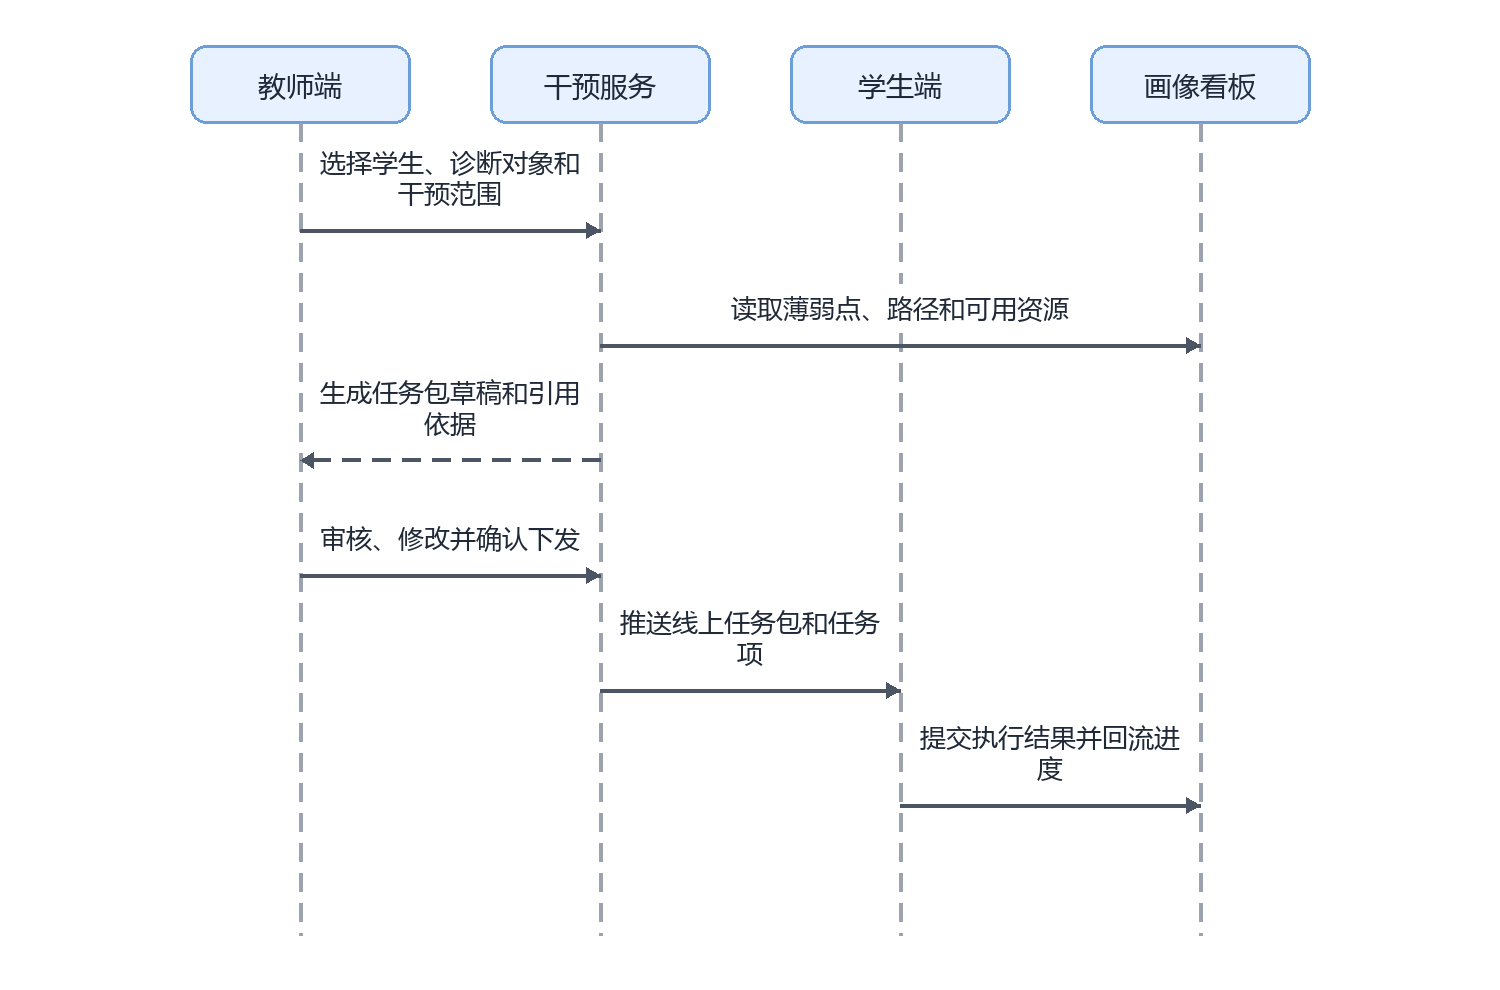 教师端
干预服务
学生端
画像看板
选择学生、诊断对象和
干预范围
读取薄弱点、路径和可用资源
生成任务包草稿和引用
依据
审核、修改并确认下发
推送线上任务包和任务
项
提交执行结果并回流进
度